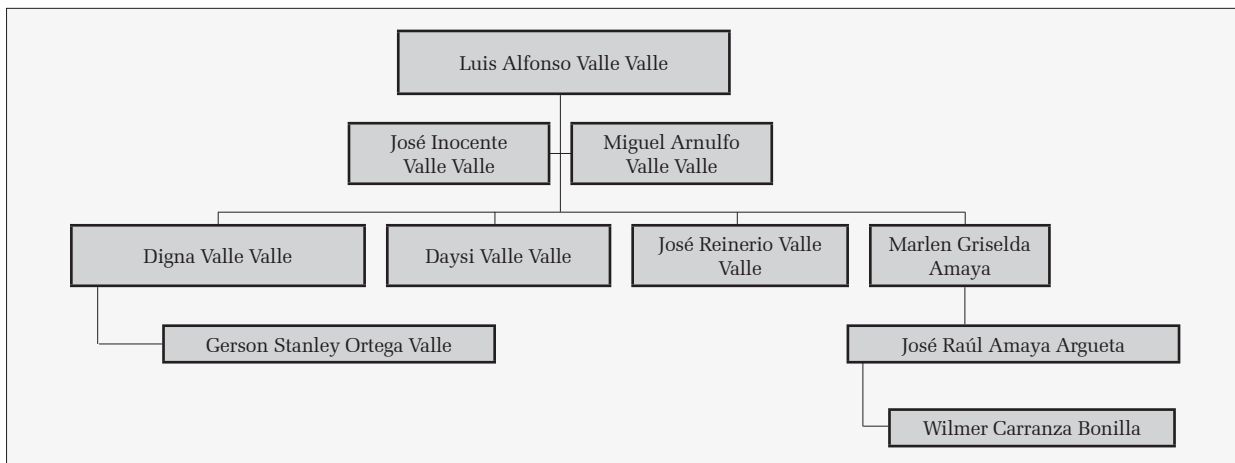 Luis Alfonso Valle Valle
José Inocente
Valle Valle
Miguel Arnulfo
Valle Valle
Digna Valle Valle
Daysi Valle Valle
José Reinerio Valle
Valle
Marlen Griselda
Amaya
Gerson Stanley Ortega Valle
José Raúl Amaya Argueta
Wilmer Carranza Bonilla